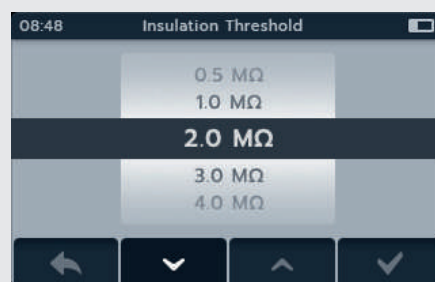 08:48 Insulation Threshold
0.5 MΩ
1.0 MΩ
2.0 MΩ
3.0 MΩ
4.0 MΩ